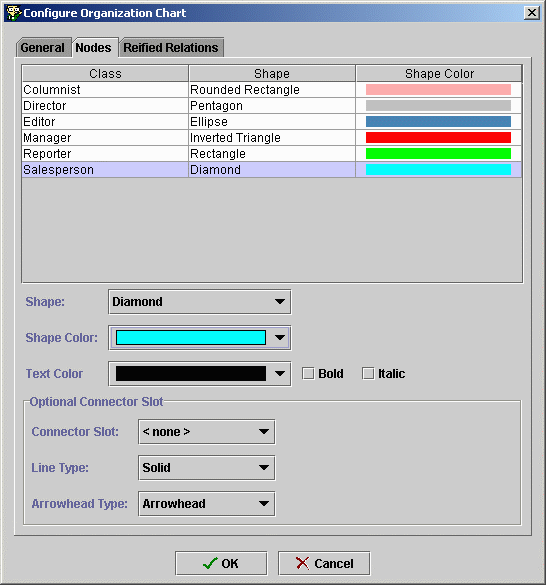 Configure Organization Chart
General Nodes Reified Relations
Class Shape Shape Color
Columnist Rounded Rectangle
Director Pentagon
Editor Ellipse
Manager Inverted Triangle
Reporter Rectangle
Salesperson Diamond
Shape: Diamond
Shape Color:
Text Color Bold Italic
Optional Connector Slot
Connector Slot: < none >
Line Type: Solid
Arrowhead Type: Arrowhead
OK Cancel